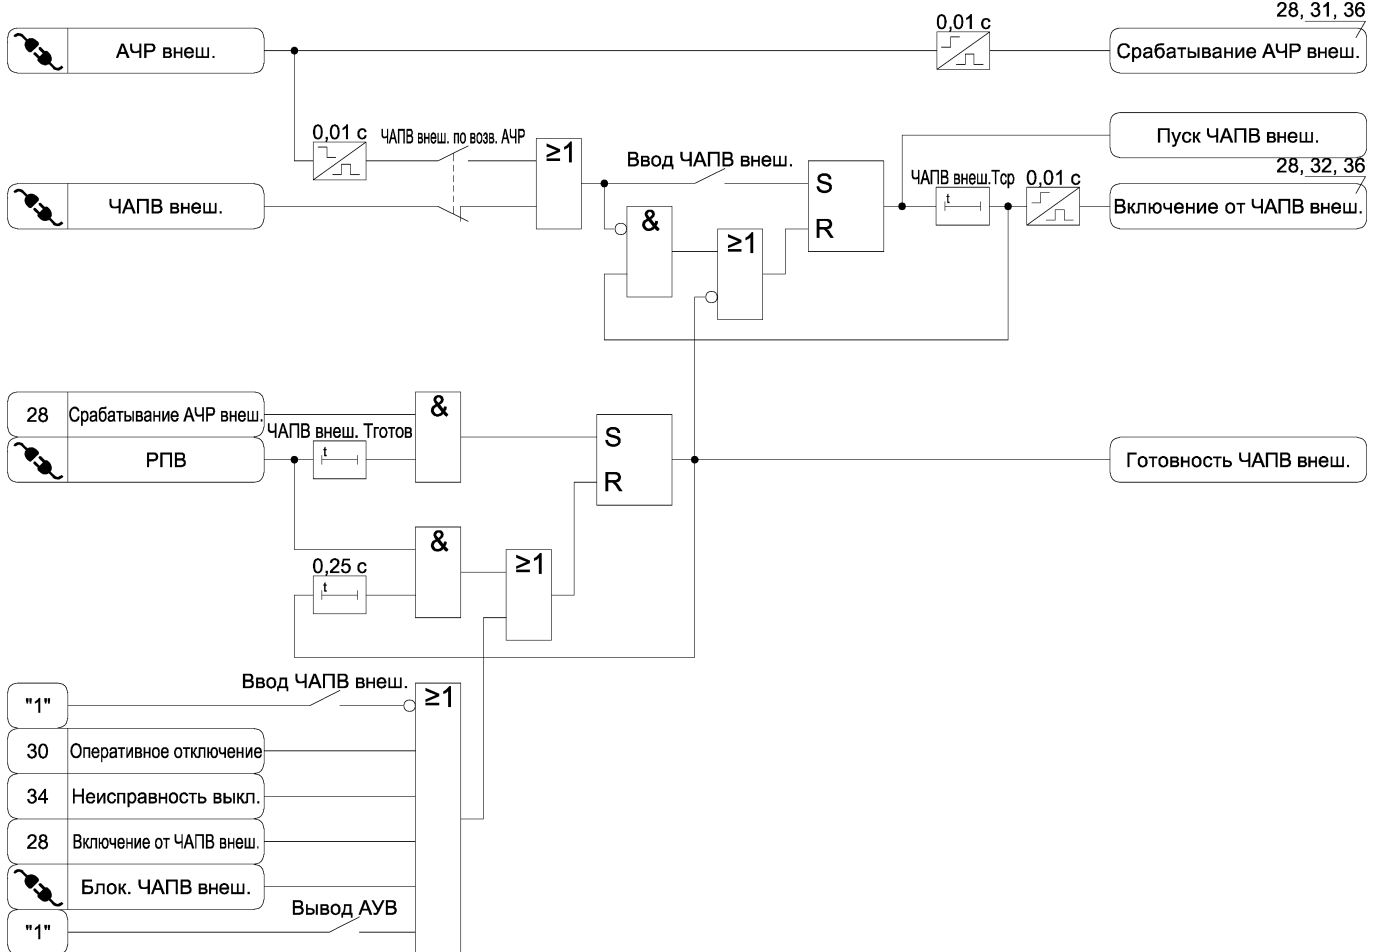 28, 31, 36
0,01 с
АЧР внеш.
Срабатывание АЧР внеш.
0,01 с
ЧАПВ внеш. по возв. АЧР
≥1
Ввод ЧАПВ внеш.
Пуск ЧАПВ внеш.
28, 32, 36
ЧАПВ внеш.Тср
0,01 с
t
S
R
ЧАПВ внеш.
Включение от ЧАПВ внеш.
&
≥1
28
Срабатывание АЧР внеш.
&
ЧАПВ внеш. Тготов
t
РПВ
S
R
Готовность ЧАПВ внеш.
&
≥1
0,25 с
t
Ввод ЧАПВ внеш.
≥1
"1"
30
Оперативное отключение
34
Неисправность выкл.
28
Включение от ЧАПВ внеш.
Блок. ЧАПВ внеш.
Вывод АУВ
"1"